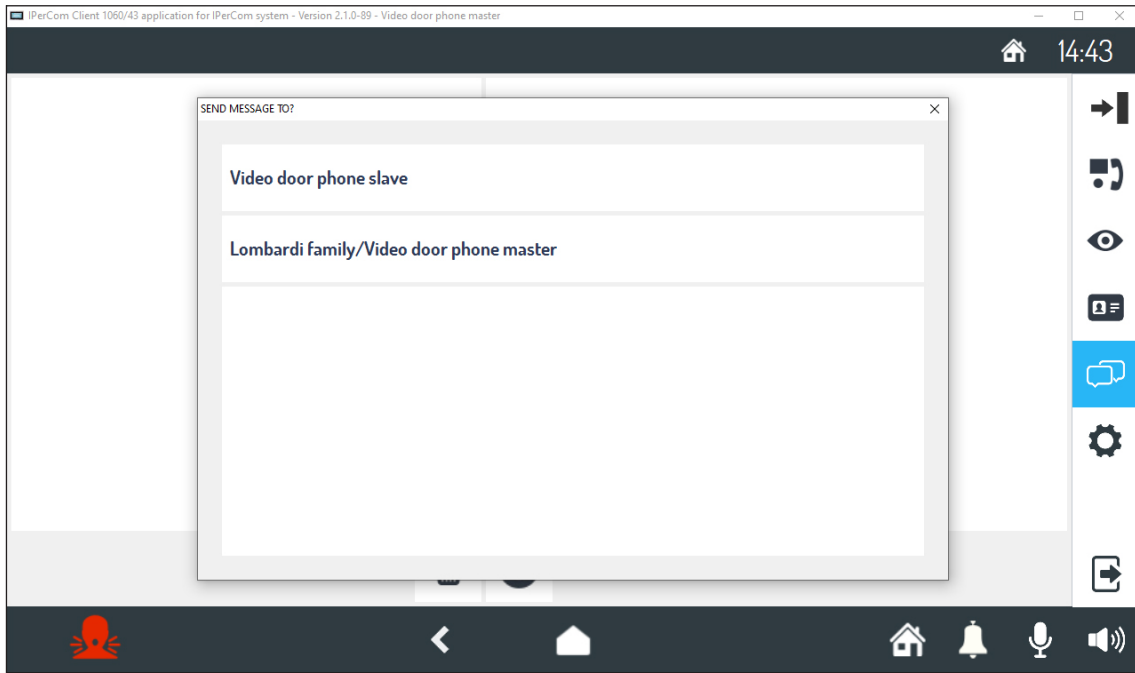 IPerCom Client 1060/43 application for IPerCom system - Version 2.1.0-89 - Video door phone master
14:43
SEND MESSAGE TO?
Video door phone slave
Lombardi family/Video door phone master